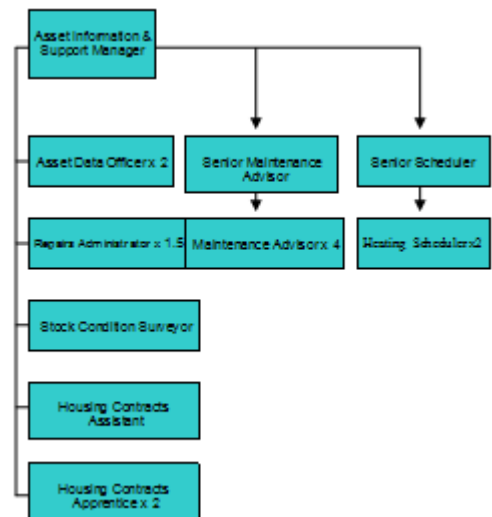 Asset Information &
Support Manager
Asset Data Officer x 2
Senior Maintenance
Advisor
Senior Scheduler
Repairs Administrator x 1.5
Maintenance Advisor x 4
Heating Scheduler x2
Stock Condition Surveyor
Housing Contracts
Assistant
Housing Contracts
Apprentice x 2